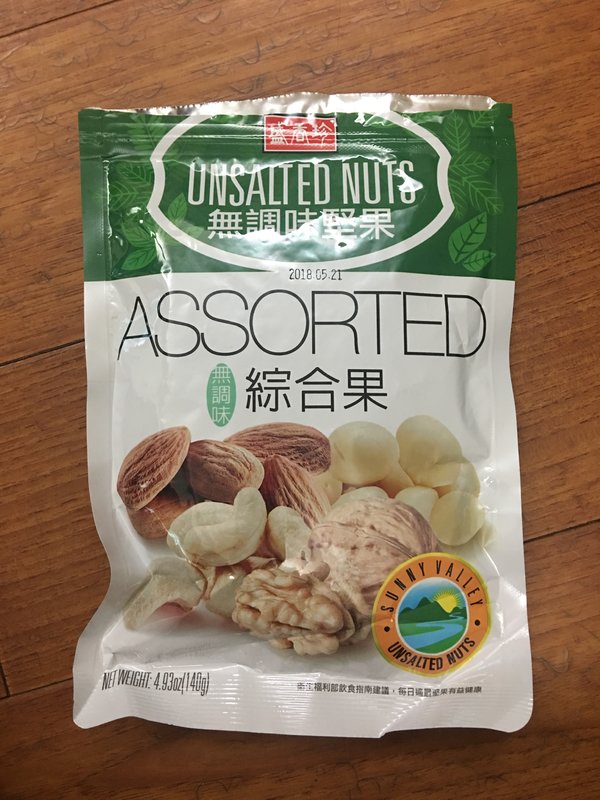 盛香珍
UNSALTED NUTS
無調味堅果
2018.05.21
ASSORTED
無調味
綜合果
SUNNY VALLEY
UNSALTED NUTS
NET WEIGHT: 4.93oz(140g)
衛生福利部飲食指南建議，每日適量堅果有益健康